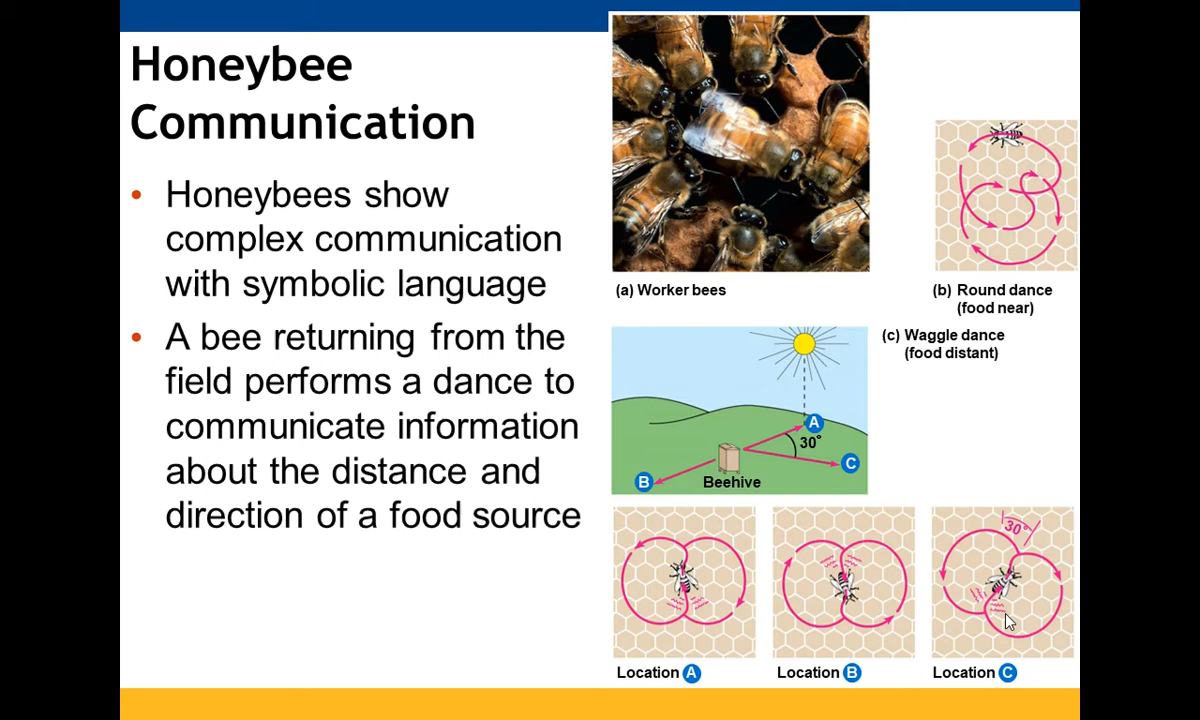 Honeybee
Communication
• Honeybees show
complex communication
with symbolic language
• A bee returning from the
field performs a dance to
communicate information
about the distance and
direction of a food source
(a) Worker bees
(b) Round dance
(food near)
(c) Waggle dance
(food distant)
A
30°
C
B
Beehive
30°
Location A
Location B
Location C